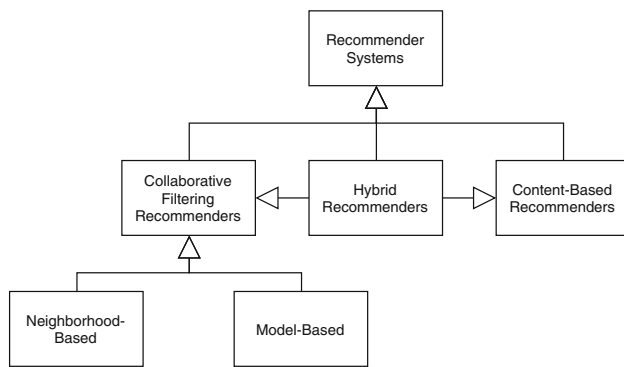 Recommender
Systems
Collaborative
Filtering
Recommenders
Hybrid
Recommenders
Content-Based
Recommenders
Neighborhood-
Based
Model-Based